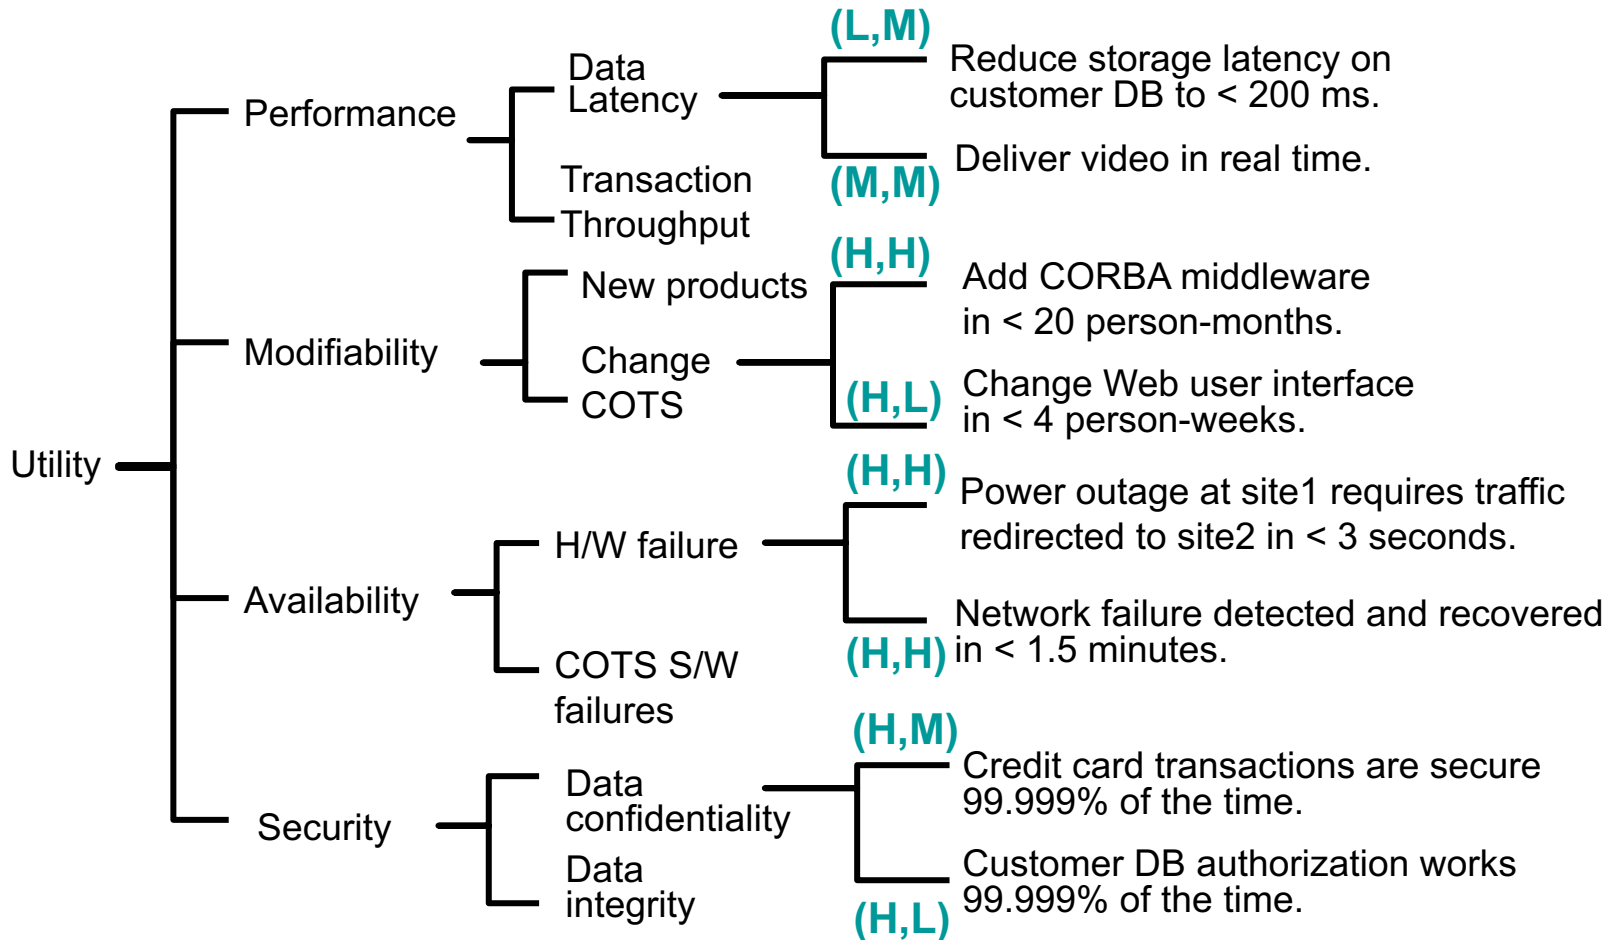 Utility
Performance
Data
Latency
(L,M)
Reduce storage latency on
customer DB to < 200 ms.
(M,M)
Deliver video in real time.
Transaction
Throughput
Modifiability
New products
Change
COTS
(H,H)
Add CORBA middleware
in < 20 person-months.
(H,L)
Change Web user interface
in < 4 person-weeks.
Availability
H/W failure
(H,H)
Power outage at site1 requires traffic
redirected to site2 in < 3 seconds.
(H,H)
Network failure detected and recovered
in < 1.5 minutes.
COTS S/W
failures
Security
Data
confidentiality
(H,M)
Credit card transactions are secure
99.999% of the time.
(H,L)
Customer DB authorization works
99.999% of the time.
Data
integrity